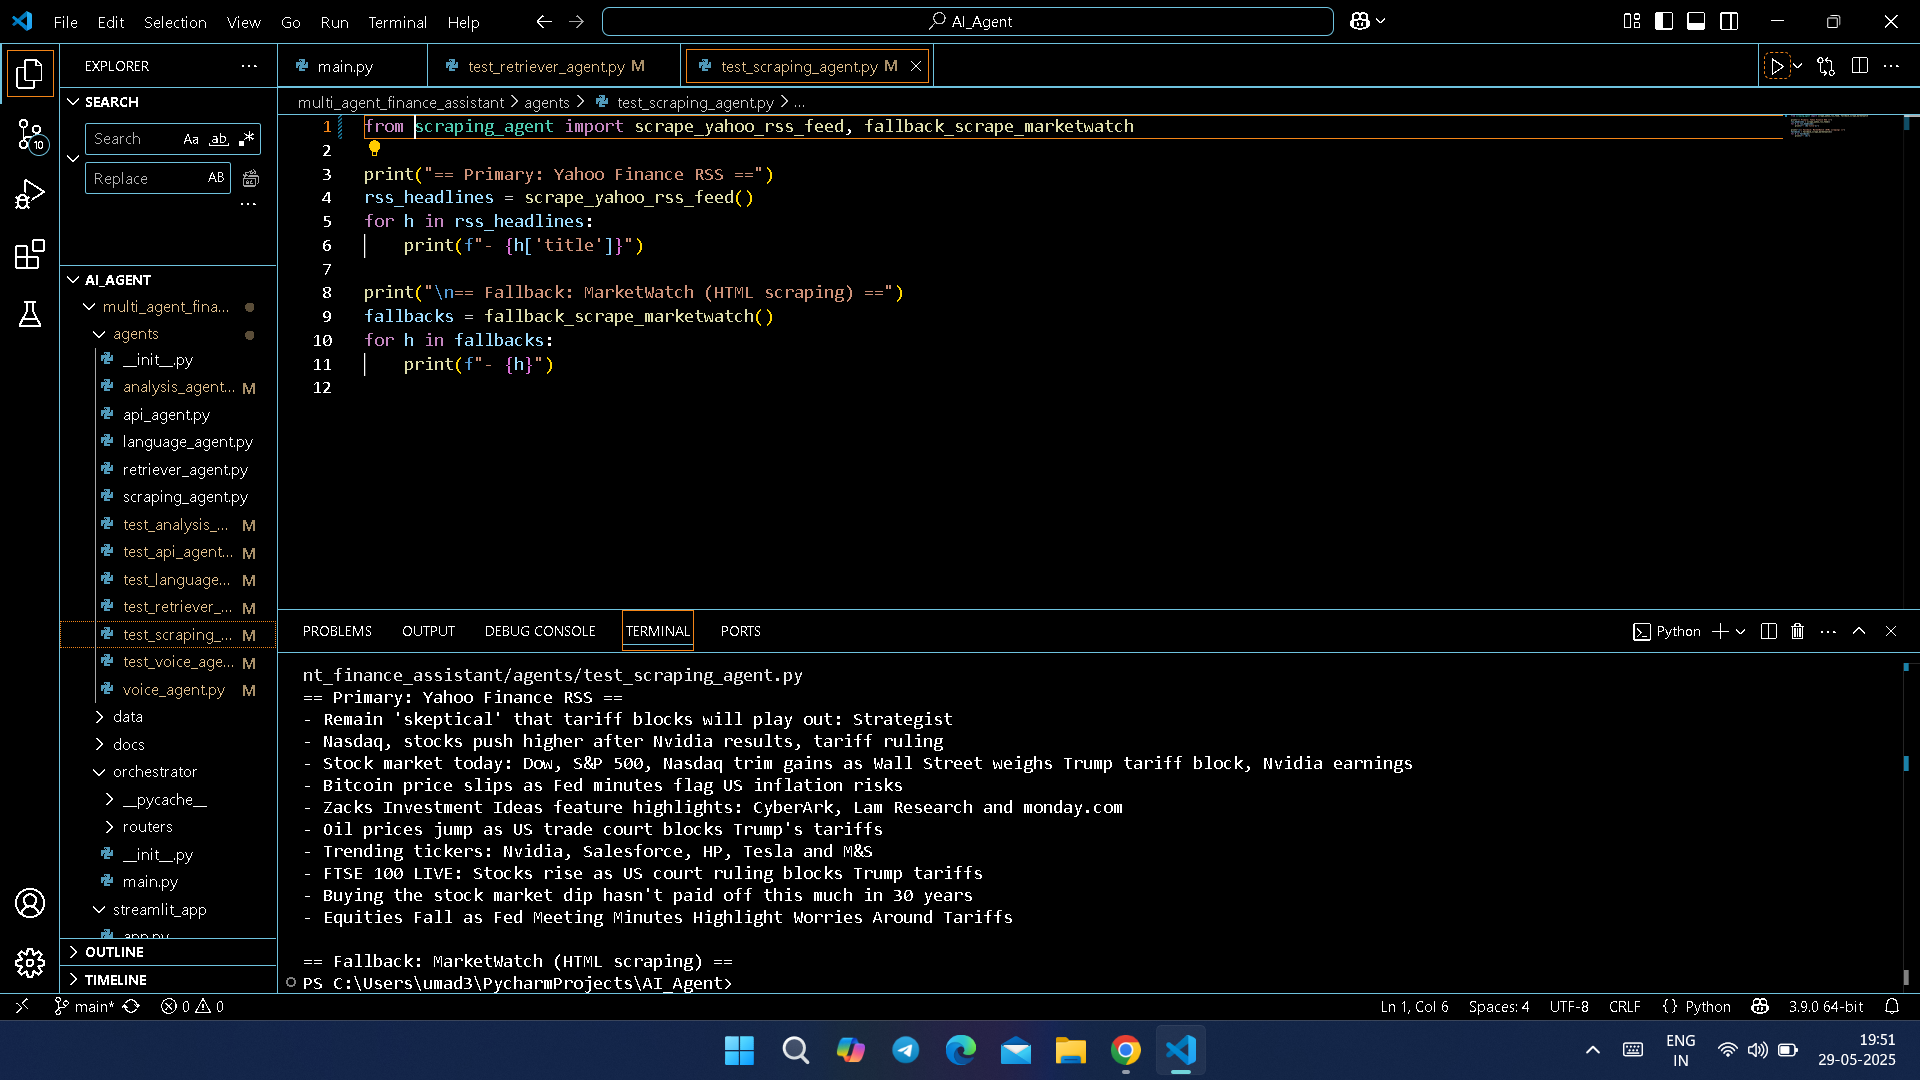 File Edit Selection View Go Run Terminal Help
AI_Agent
EXPLORER
main.py
test_retriever_agent.py M
test_scraping_agent.py M
SEARCH
Search Aa ab
Replace AB
10
multi_agent_finance_assistant > agents > test_scraping_agent.py > ...
1 from scraping_agent import scrape_yahoo_rss_feed, fallback_scrape_marketwatch
2
3 print("== Primary: Yahoo Finance RSS ==")
4 rss_headlines = scrape_yahoo_rss_feed()
5 for h in rss_headlines:
6 print(f"- {h['title']}")
7
8 print("\n== Fallback: MarketWatch (HTML scraping) ==")
9 fallbacks = fallback_scrape_marketwatch()
10 for h in fallbacks:
11 print(f"- {h}")
12
AI_AGENT
multi_agent_fina...
agents
__init__.py
analysis_agent... M
api_agent.py
language_agent.py
retriever_agent.py
scraping_agent.py
test_analysis_... M
test_api_agent... M
test_language... M
test_retriever_... M
test_scraping_... M
test_voice_age... M
voice_agent.py M
data
docs
orchestrator
__pycache__
routers
__init__.py
main.py
streamlit_app
app.py
OUTLINE
TIMELINE
PROBLEMS OUTPUT DEBUG CONSOLE TERMINAL PORTS
Python
nt_finance_assistant/agents/test_scraping_agent.py
== Primary: Yahoo Finance RSS ==
- Remain 'skeptical' that tariff blocks will play out: Strategist
- Nasdaq, stocks push higher after Nvidia results, tariff ruling
- Stock market today: Dow, S&P 500, Nasdaq trim gains as Wall Street weighs Trump tariff block, Nvidia earnings
- Bitcoin price slips as Fed minutes flag US inflation risks
- Zacks Investment Ideas feature highlights: CyberArk, Lam Research and monday.com
- Oil prices jump as US trade court blocks Trump's tariffs
- Trending tickers: Nvidia, Salesforce, HP, Tesla and M&S
- FTSE 100 LIVE: Stocks rise as US court ruling blocks Trump tariffs
- Buying the stock market dip hasn't paid off this much in 30 years
- Equities Fall as Fed Meeting Minutes Highlight Worries Around Tariffs
== Fallback: MarketWatch (HTML scraping) ==
PS C:\Users\umad3\PycharmProjects\AI_Agent>
main* 0 0
Ln 1, Col 6 Spaces: 4 UTF-8 CRLF {} Python 3.9.0 64-bit
ENG
IN
19:51
29-05-2025